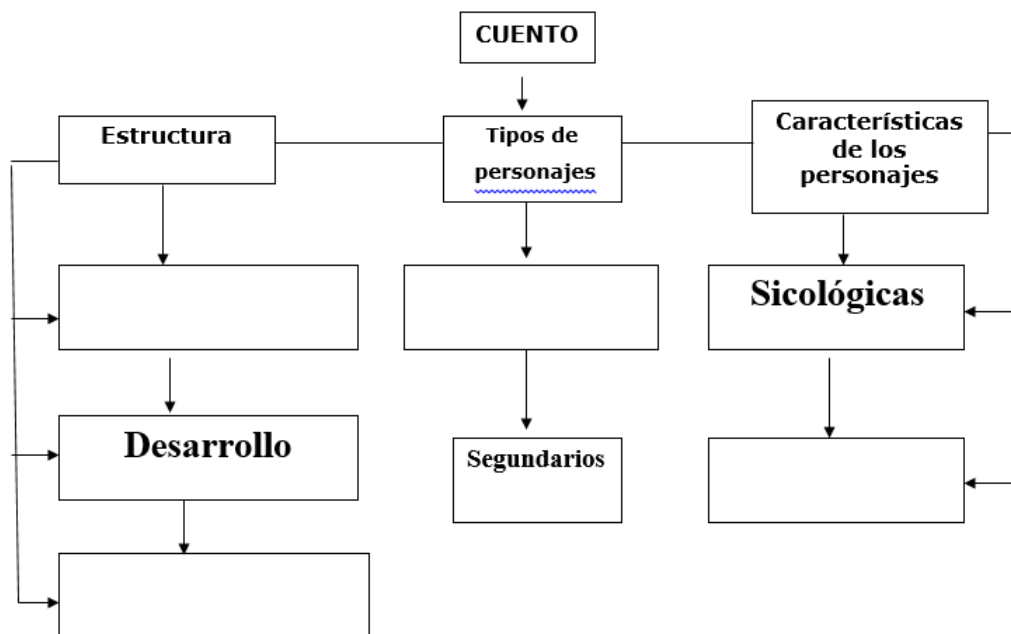 CUENTO
Estructura
Tipos de
personajes
Características
de los
personajes
Sicológicas
Desarrollo
Segundarios